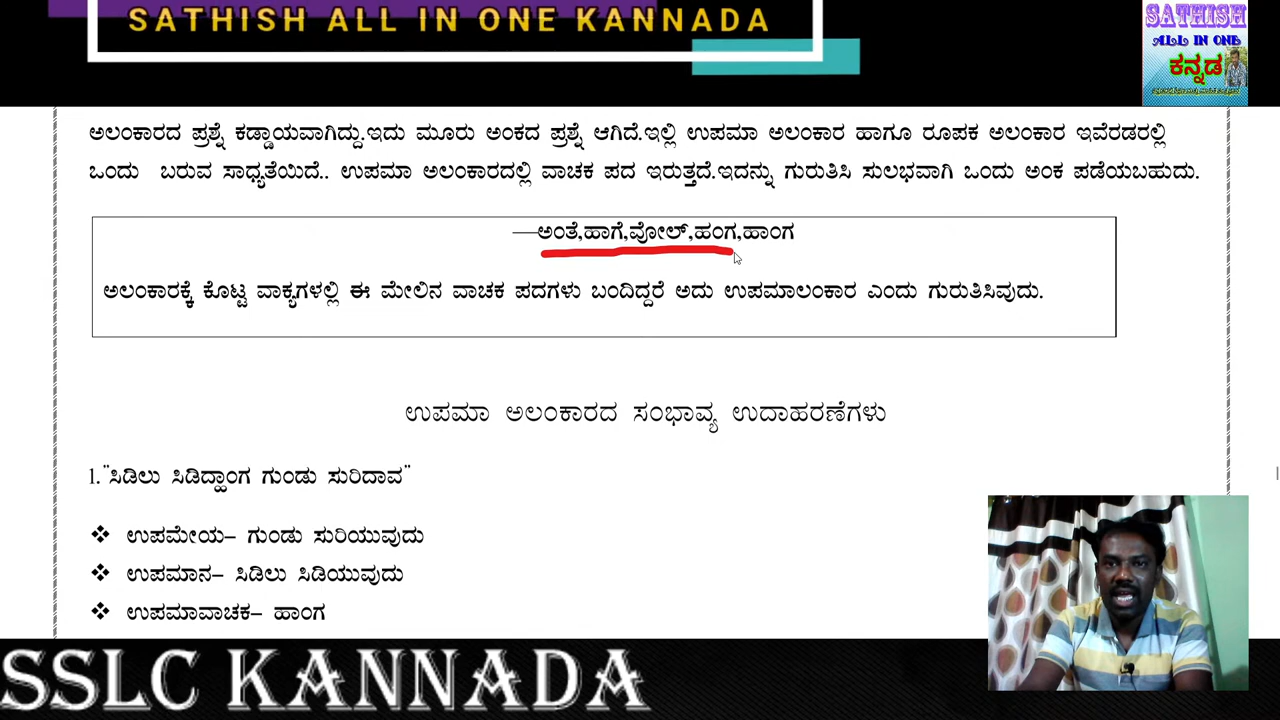 SATHISH ALL IN ONE KANNADA
SATHISH
ALL IN ONE
ಕನ್ನಡ
ಅಲಂಕಾರದ ಪ್ರಶ್ನೆ ಕಡ್ಡಾಯವಾಗಿದ್ದು.ಇದು ಮೂರು ಅಂಕದ ಪ್ರಶ್ನೆ ಆಗಿದೆ.ಇಲ್ಲಿ ಉಪಮಾ ಅಲಂಕಾರ ಹಾಗೂ ರೂಪಕ ಅಲಂಕಾರ ಇವೆರಡರಲ್ಲಿ
ಒಂದು ಬರುವ ಸಾಧ್ಯತೆಯಿದೆ.. ಉಪಮಾ ಅಲಂಕಾರದಲ್ಲಿ ವಾಚಕ ಪದ ಇರುತ್ತದೆ.ಇದನ್ನು ಗುರುತಿಸಿ ಸುಲಭವಾಗಿ ಒಂದು ಅಂಕ ಪಡೆಯಬಹುದು.
—ಅಂತೆ,ಹಾಗೆ,ವೋಲ್,ಹಂಗ,ಹಾಂಗ
ಅಲಂಕಾರಕ್ಕೆ ಕೊಟ್ಟ ವಾಕ್ಯಗಳಲ್ಲಿ ಈ ಮೇಲಿನ ವಾಚಕ ಪದಗಳು ಬಂದಿದ್ದರೆ ಅದು ಉಪಮಾಲಂಕಾರ ಎಂದು ಗುರುತಿಸಿವುದು.
ಉಪಮಾ ಅಲಂಕಾರದ ಸಂಭಾವ್ಯ ಉದಾಹರಣೆಗಳು
1.¨ಸಿಡಿಲು ಸಿಡಿದ್ಹಾಂಗ ಗುಂಡು ಸುರಿದಾವ¨
❖ ಉಪಮೇಯ– ಗುಂಡು ಸುರಿಯುವುದು
❖ ಉಪಮಾನ– ಸಿಡಿಲು ಸಿಡಿಯುವುದು
❖ ಉಪಮಾವಾಚಕ– ಹಾಂಗ
SSLC KANNADA